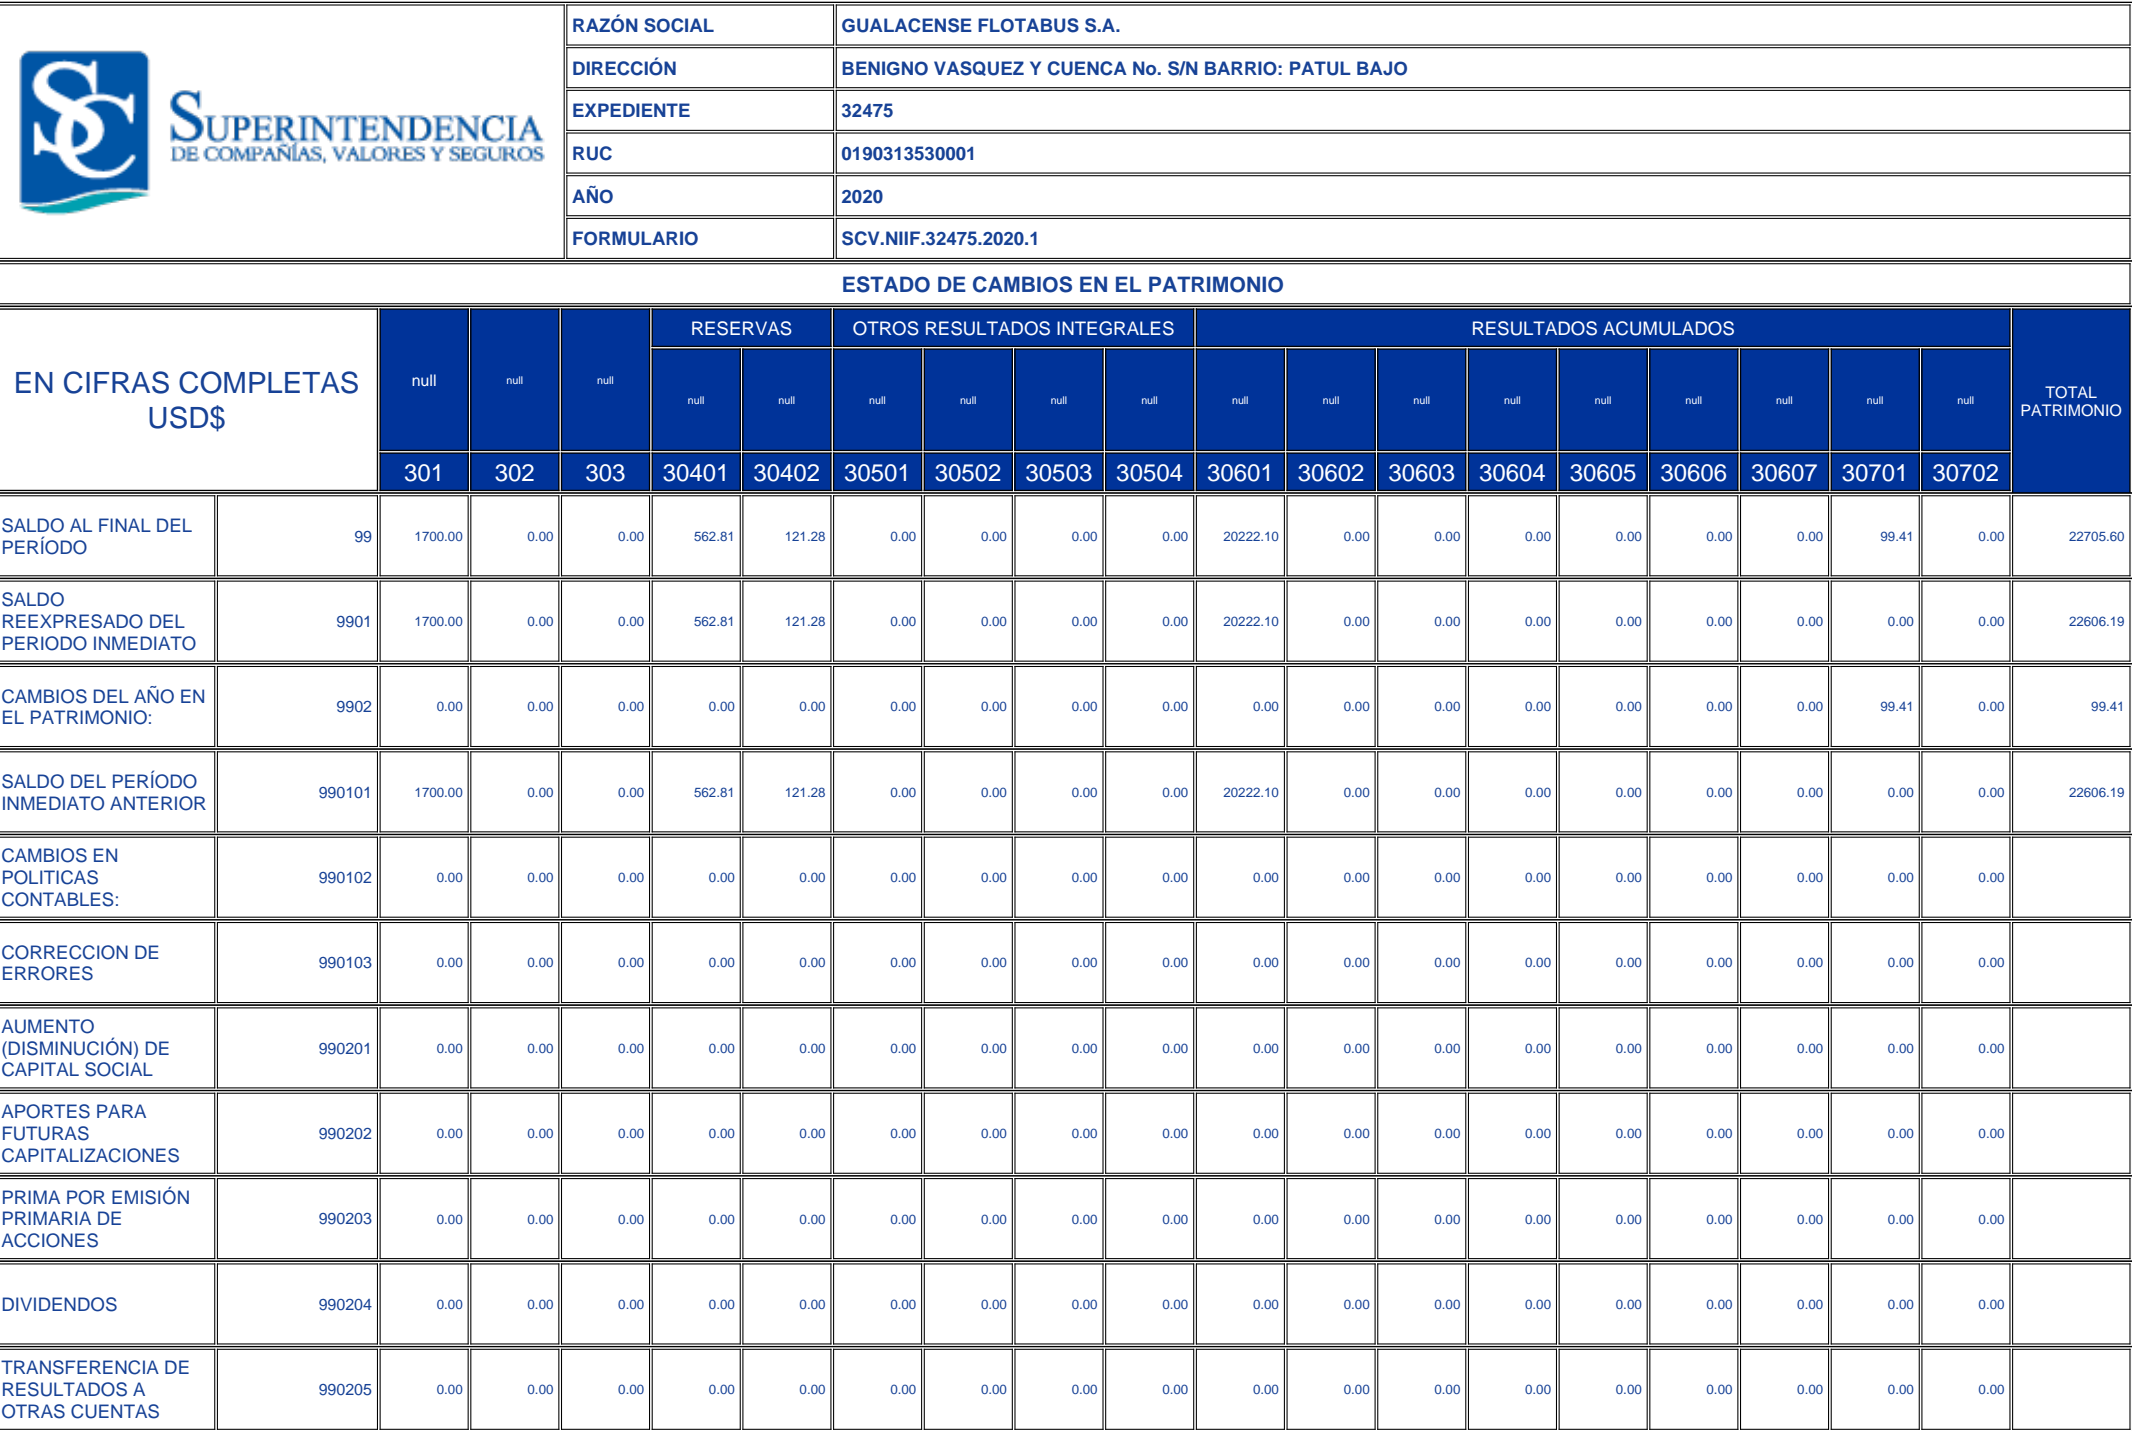 SC
SUPERINTENDENCIA
DE COMPAÑÍAS, VALORES Y SEGUROS
RAZÓN SOCIAL GUALACENSE FLOTABUS S.A.
DIRECCIÓN BENIGNO VASQUEZ Y CUENCA No. S/N BARRIO: PATUL BAJO
EXPEDIENTE 32475
RUC 0190313530001
AÑO 2020
FORMULARIO SCV.NIIF.32475.2020.1
ESTADO DE CAMBIOS EN EL PATRIMONIO
EN CIFRAS COMPLETAS
USD$
RESERVAS OTROS RESULTADOS INTEGRALES RESULTADOS ACUMULADOS
null null null
null null null null null null null null null null null null null null null
TOTAL
PATRIMONIO
301 302 303 30401 30402 30501 30502 30503 30504 30601 30602 30603 30604 30605 30606 30607 30701 30702
SALDO AL FINAL DEL
PERÍODO
99 1700.00 0.00 0.00 562.81 121.28 0.00 0.00 0.00 0.00 20222.10 0.00 0.00 0.00 0.00 0.00 0.00 99.41 0.00 22705.60
SALDO
REEXPRESADO DEL
PERIODO INMEDIATO
9901 1700.00 0.00 0.00 562.81 121.28 0.00 0.00 0.00 0.00 20222.10 0.00 0.00 0.00 0.00 0.00 0.00 0.00 0.00 22606.19
CAMBIOS DEL AÑO EN
EL PATRIMONIO:
9902 0.00 0.00 0.00 0.00 0.00 0.00 0.00 0.00 0.00 0.00 0.00 0.00 0.00 0.00 0.00 0.00 99.41 0.00 99.41
SALDO DEL PERÍODO
INMEDIATO ANTERIOR
990101 1700.00 0.00 0.00 562.81 121.28 0.00 0.00 0.00 0.00 20222.10 0.00 0.00 0.00 0.00 0.00 0.00 0.00 0.00 22606.19
CAMBIOS EN
POLITICAS
CONTABLES:
990102 0.00 0.00 0.00 0.00 0.00 0.00 0.00 0.00 0.00 0.00 0.00 0.00 0.00 0.00 0.00 0.00 0.00 0.00
CORRECCION DE
ERRORES
990103 0.00 0.00 0.00 0.00 0.00 0.00 0.00 0.00 0.00 0.00 0.00 0.00 0.00 0.00 0.00 0.00 0.00 0.00
AUMENTO
(DISMINUCIÓN) DE
CAPITAL SOCIAL
990201 0.00 0.00 0.00 0.00 0.00 0.00 0.00 0.00 0.00 0.00 0.00 0.00 0.00 0.00 0.00 0.00 0.00 0.00
APORTES PARA
FUTURAS
CAPITALIZACIONES
990202 0.00 0.00 0.00 0.00 0.00 0.00 0.00 0.00 0.00 0.00 0.00 0.00 0.00 0.00 0.00 0.00 0.00 0.00
PRIMA POR EMISIÓN
PRIMARIA DE
ACCIONES
990203 0.00 0.00 0.00 0.00 0.00 0.00 0.00 0.00 0.00 0.00 0.00 0.00 0.00 0.00 0.00 0.00 0.00 0.00
DIVIDENDOS
990204 0.00 0.00 0.00 0.00 0.00 0.00 0.00 0.00 0.00 0.00 0.00 0.00 0.00 0.00 0.00 0.00 0.00 0.00
TRANSFERENCIA DE
RESULTADOS A
OTRAS CUENTAS
990205 0.00 0.00 0.00 0.00 0.00 0.00 0.00 0.00 0.00 0.00 0.00 0.00 0.00 0.00 0.00 0.00 0.00 0.00